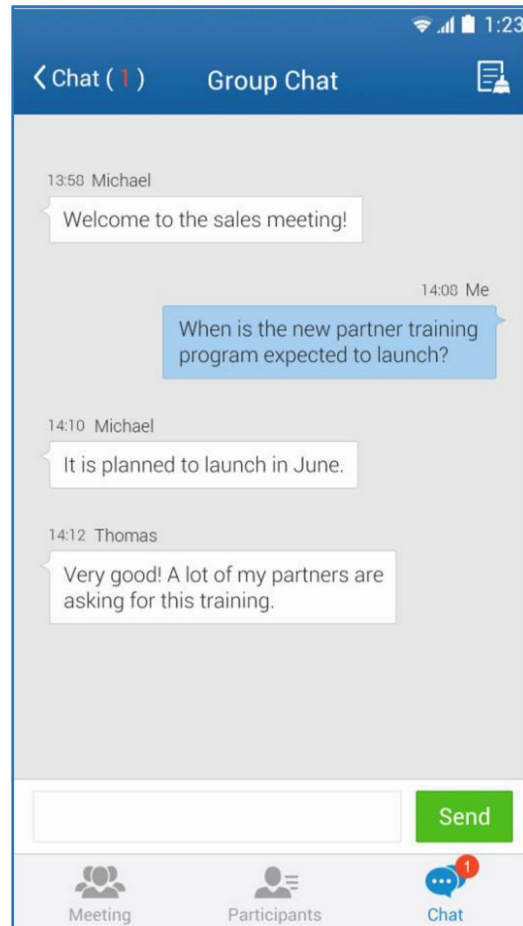 1:23
Chat ( 1 )
Group Chat
13:58 Michael
Welcome to the sales meeting!
14:08 Me
When is the new partner training
program expected to launch?
14:10 Michael
It is planned to launch in June.
14:12 Thomas
Very good! A lot of my partners are
asking for this training.
Send
1
Meeting
Participants
Chat